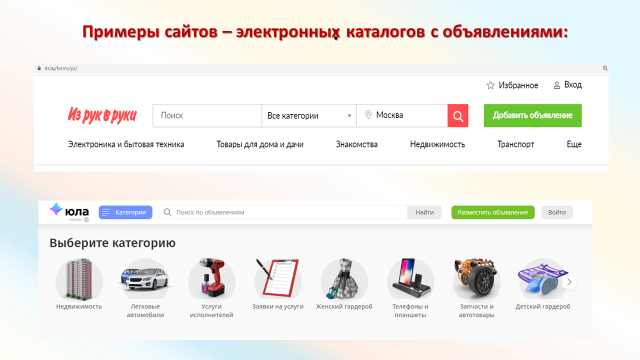 Примеры сайтов – электронных каталогов с объявлениями:
irr.ru/terms/ps/
Избранное Вход
Из рук в руки Поиск Все категории Москва Добавить объявление
Электроника и бытовая техника Товары для дома и дачи Знакомства Недвижимость Транспорт Еще
юла Категории Поиск по объявлениям Найти Разместить объявление Войти
Выберите категорию
Недвижимость Легковые автомобили Услуги исполнителей Заявки на услуги Женский гардероб Телефоны и планшеты Запчасти и автотовары Детский гардероб